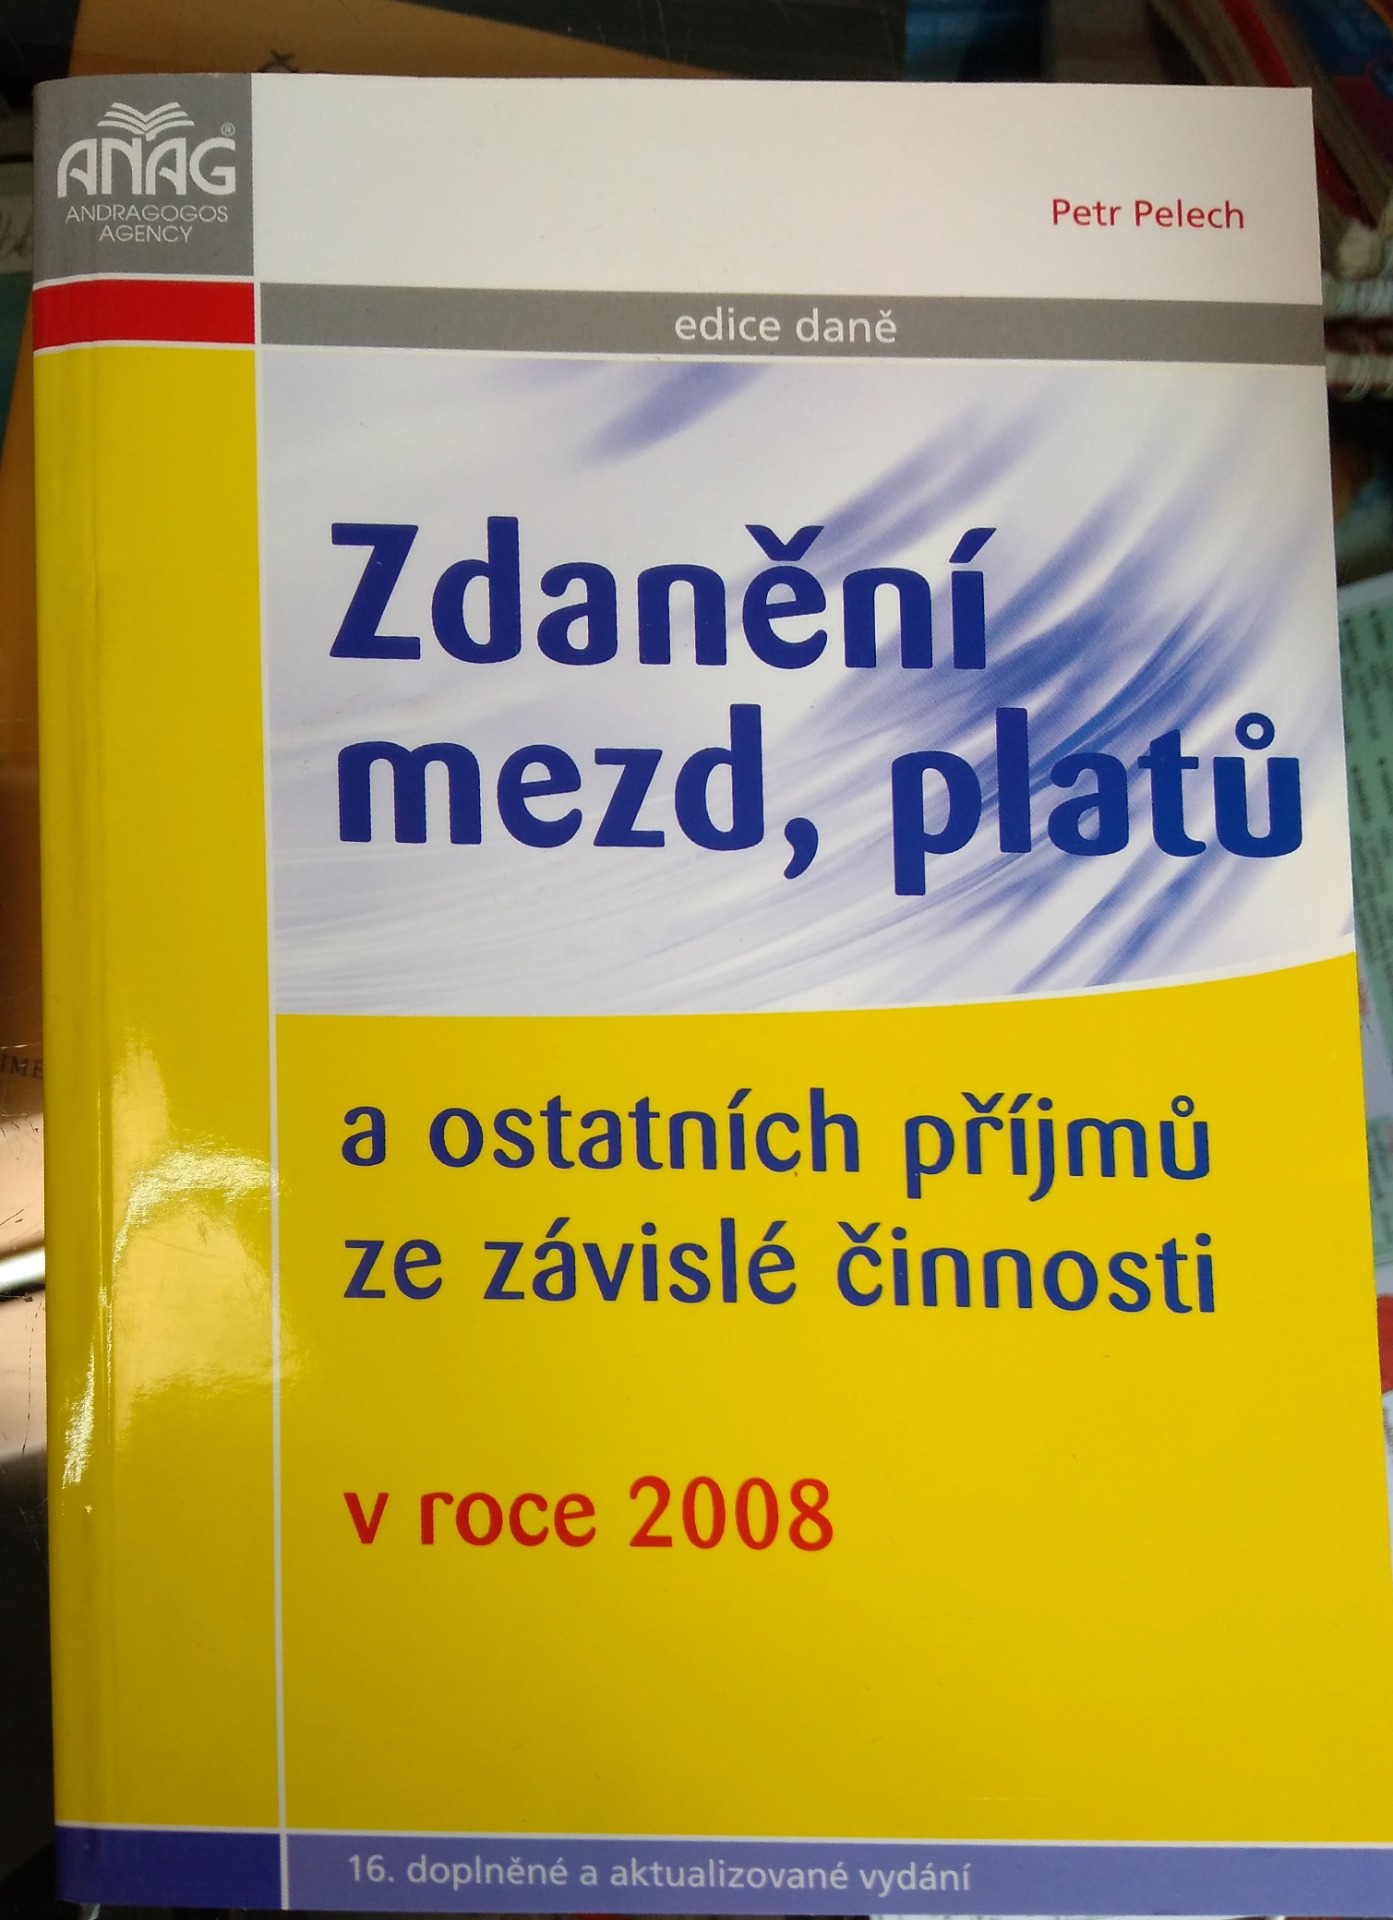 ANAG®
ANDRAGOGOS
AGENCY
Petr Pelech
edice daně
Zdanění
mezd, platů
a ostatních příjmů
ze závislé činnosti
v roce 2008
16. doplněné a aktualizované vydání